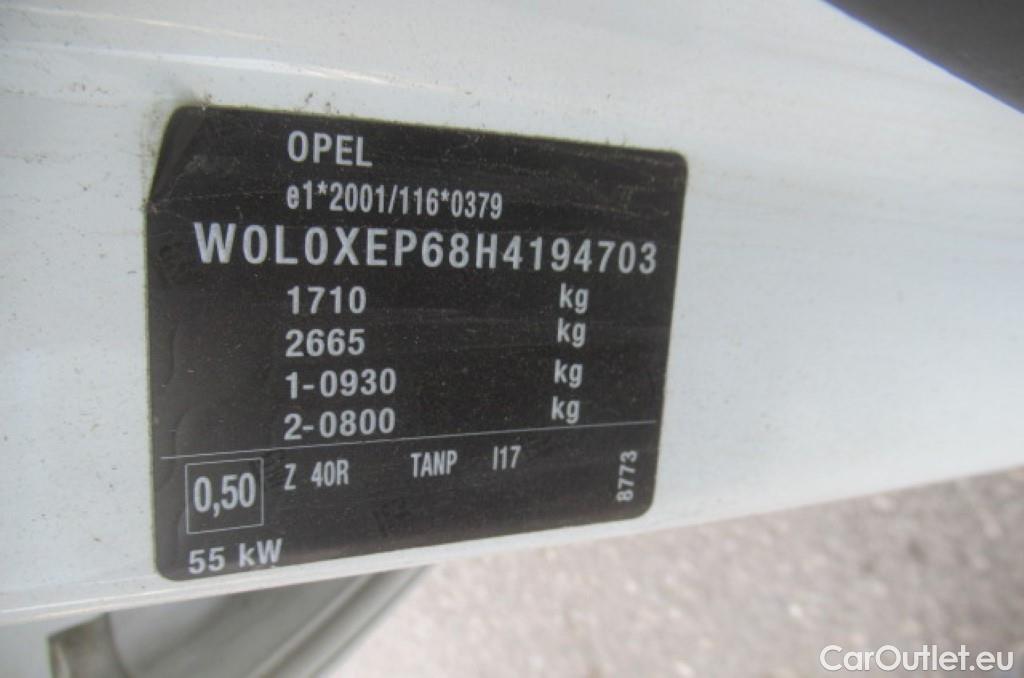 OPEL
e1*2001/116*0379
W0L0XEP68H4194703
1710 kg
2665 kg
1-0930 kg
2-0800 kg
0,50 Z 40R TANP I17 8773
55 kW
CarOutlet.eu